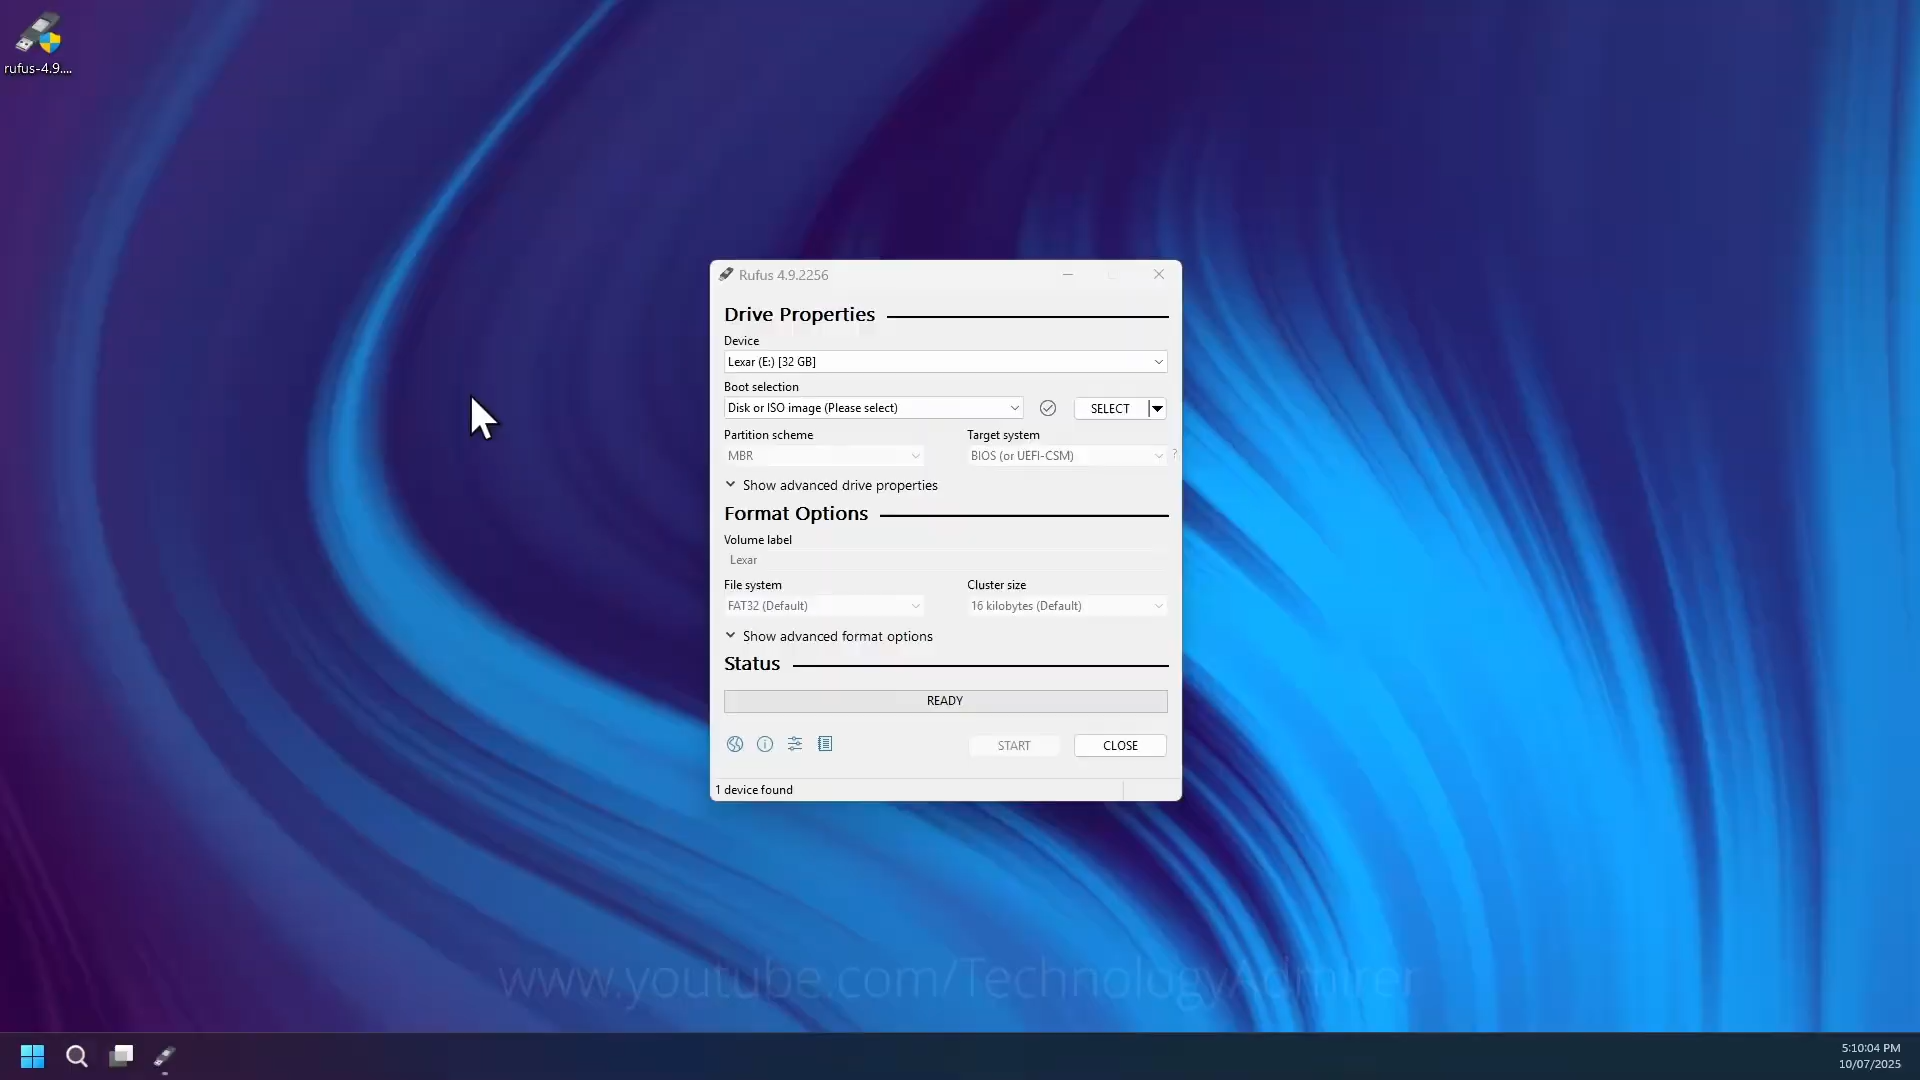 rufus-4.9....
Rufus 4.9.2256
Drive Properties
Device
Lexar (E:) [32 GB]
Boot selection
Disk or ISO image (Please select)
SELECT
Partition scheme
Target system
MBR
BIOS (or UEFI-CSM)
?
Show advanced drive properties
Format Options
Volume label
Lexar
File system
Cluster size
FAT32 (Default)
16 kilobytes (Default)
Show advanced format options
Status
READY
START
CLOSE
1 device found
www.youtube.com/TechnologyAdmirer
5:10:04 PM
10/07/2025